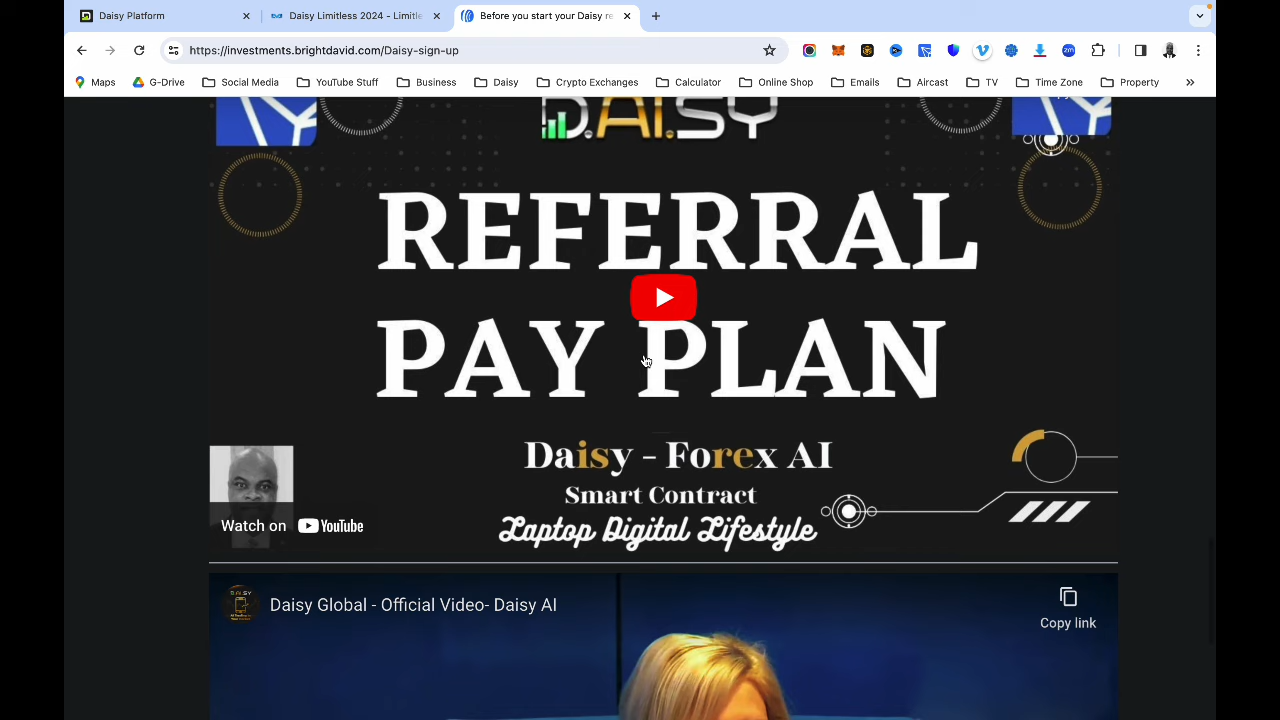 Daisy Platform
Daisy Limitless 2024 - Limitle
Before you start your Daisy re
https://investments.brightdavid.com/Daisy-sign-up
Maps
G-Drive
Social Media
YouTube Stuff
Business
Daisy
Crypto Exchanges
Calculator
Online Shop
Emails
Aircast
TV
Time Zone
Property
D.AI.SY
REFERRAL
PAY PLAN
Daisy - Forex AI
Smart Contract
Laptop Digital Lifestyle
Watch on YouTube
Daisy Global - Official Video- Daisy AI
Copy link